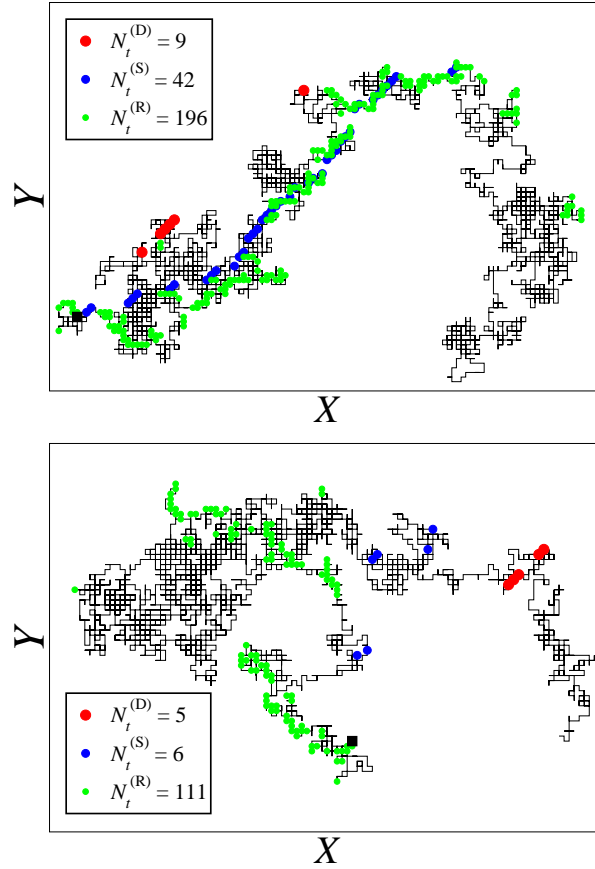 N_t^(D) = 9
N_t^(S) = 42
N_t^(R) = 196
Y
X
Y
N_t^(D) = 5
N_t^(S) = 6
N_t^(R) = 111
X